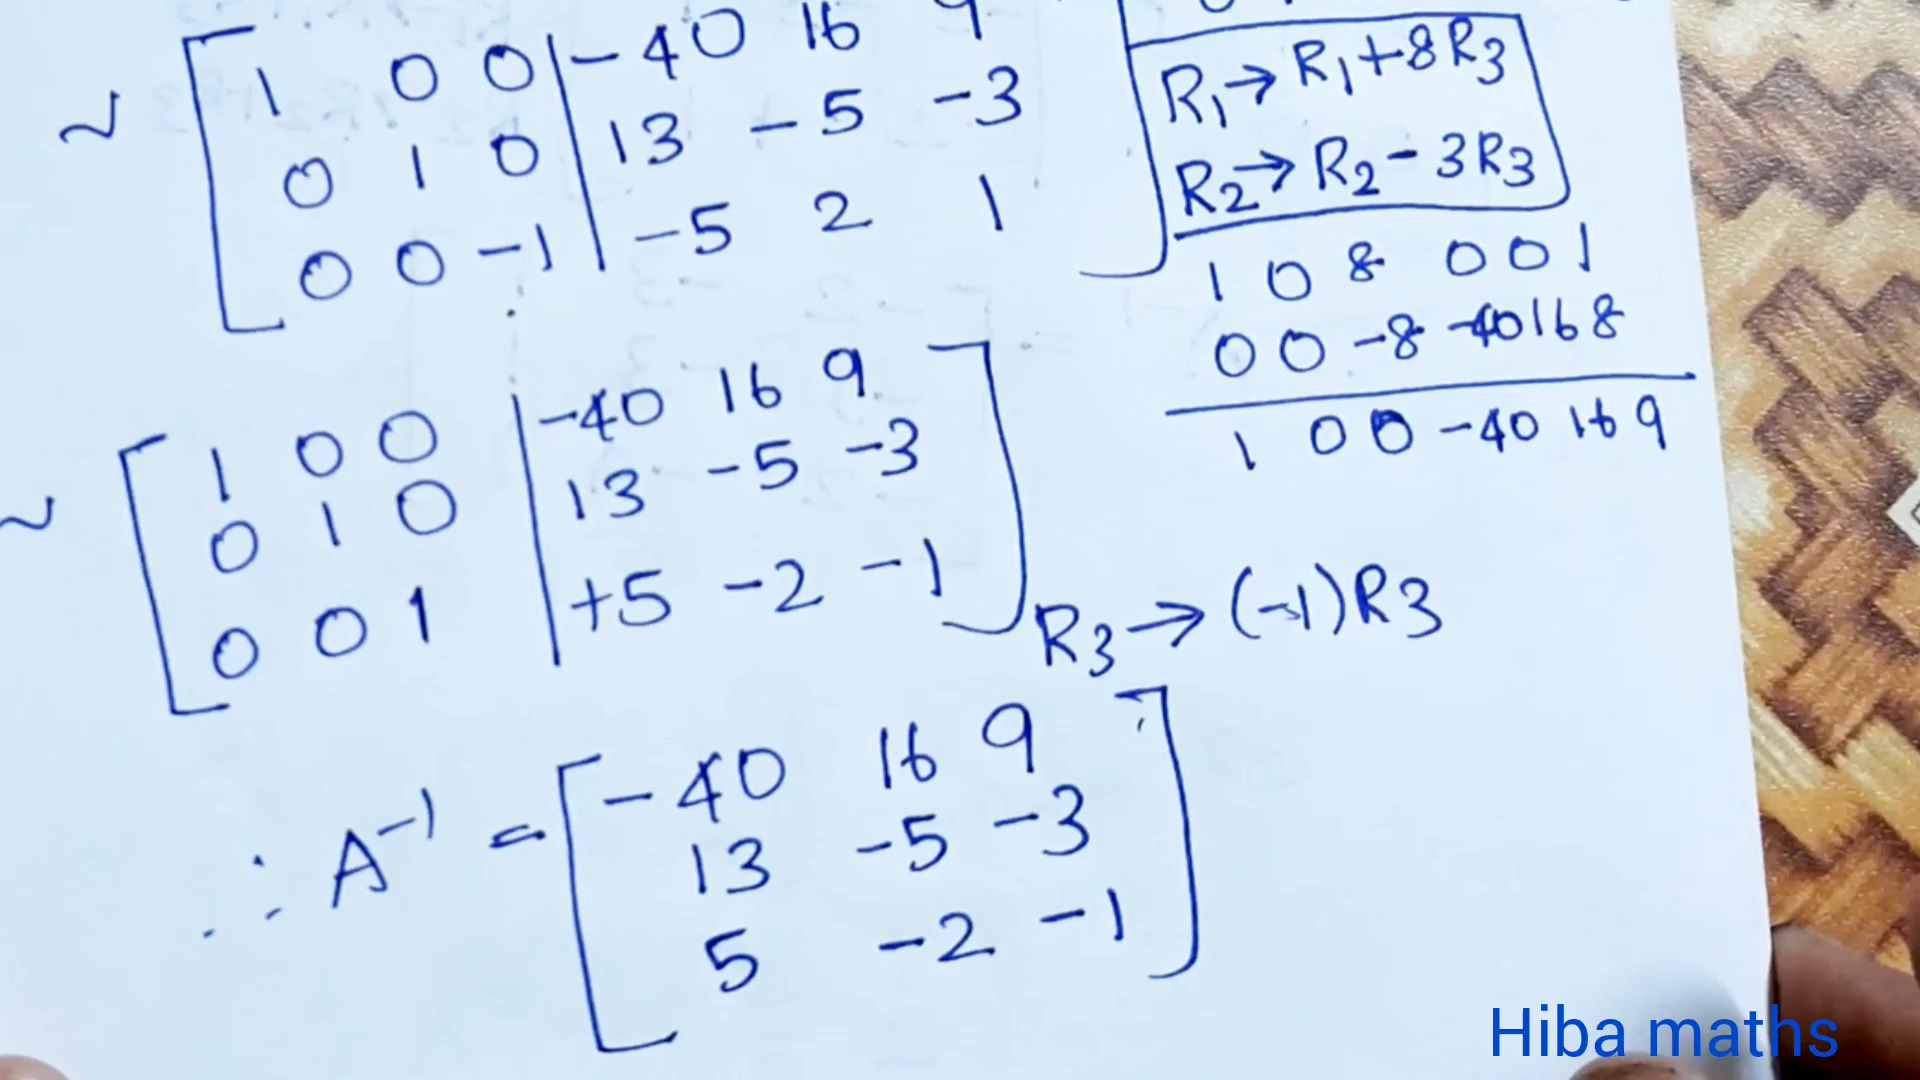 ~ [ 1 0 0 | -40 16 9
0 1 0 | 13 -5 -3
0 0 -1 | -5 2 1 ]
R1 → R1+8R3
R2 → R2-3R3
1 0 8 0 0 1
0 0 -8 -40 16 8
1 0 0 -40 16 9
~ [ 1 0 0 | -40 16 9
0 1 0 | 13 -5 -3
0 0 1 | +5 -2 -1 ]
R3 → (-1)R3
∴ A⁻¹ = [ -40 16 9
13 -5 -3
5 -2 -1 ]
Hiba maths